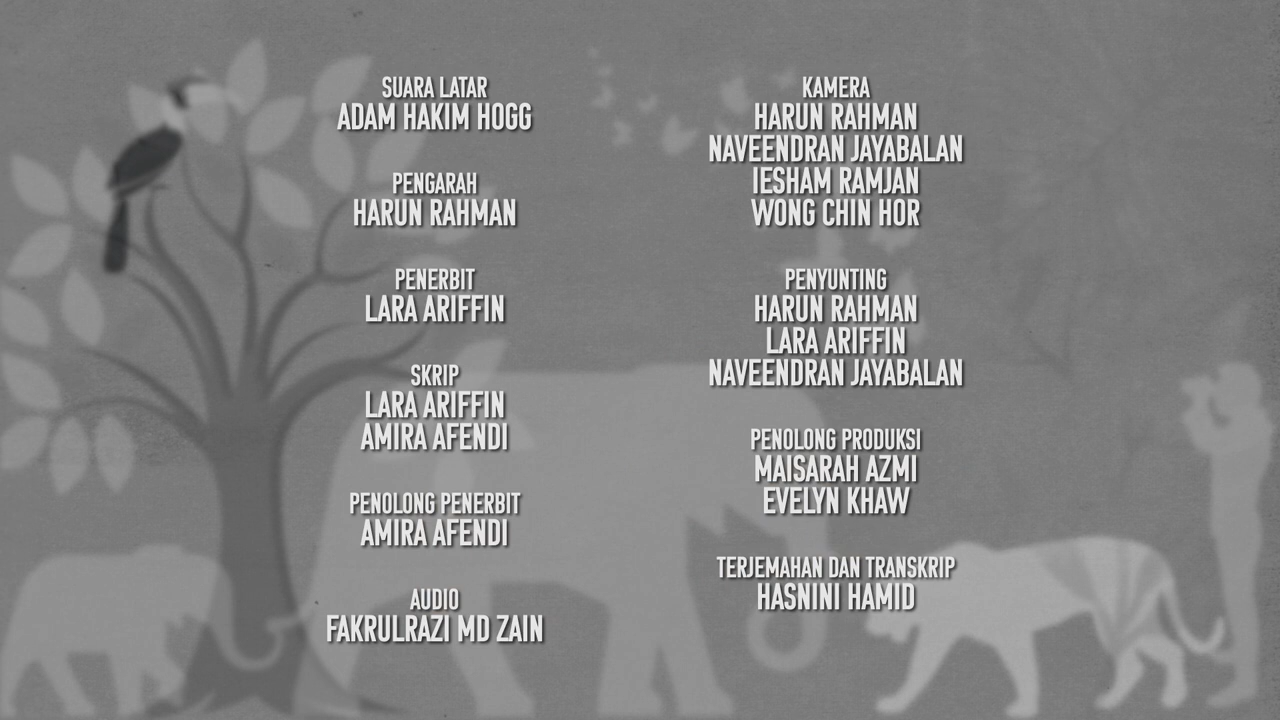 SUARA LATAR
ADAM HAKIM HOGG
PENGARAH
HARUN RAHMAN
PENERBIT
LARA ARIFFIN
SKRIP
LARA ARIFFIN
AMIRA AFENDI
PENOLONG PENERBIT
AMIRA AFENDI
AUDIO
FAKRULRAZI MD ZAIN
KAMERA
HARUN RAHMAN
NAVEENDRAN JAYABALAN
IESHAM RAMJAN
WONG CHIN HOR
PENYUNTING
HARUN RAHMAN
LARA ARIFFIN
NAVEENDRAN JAYABALAN
PENOLONG PRODUKSI
MAISARAH AZMI
EVELYN KHAW
TERJEMAHAN DAN TRANSKRIP
HASNINI HAMID